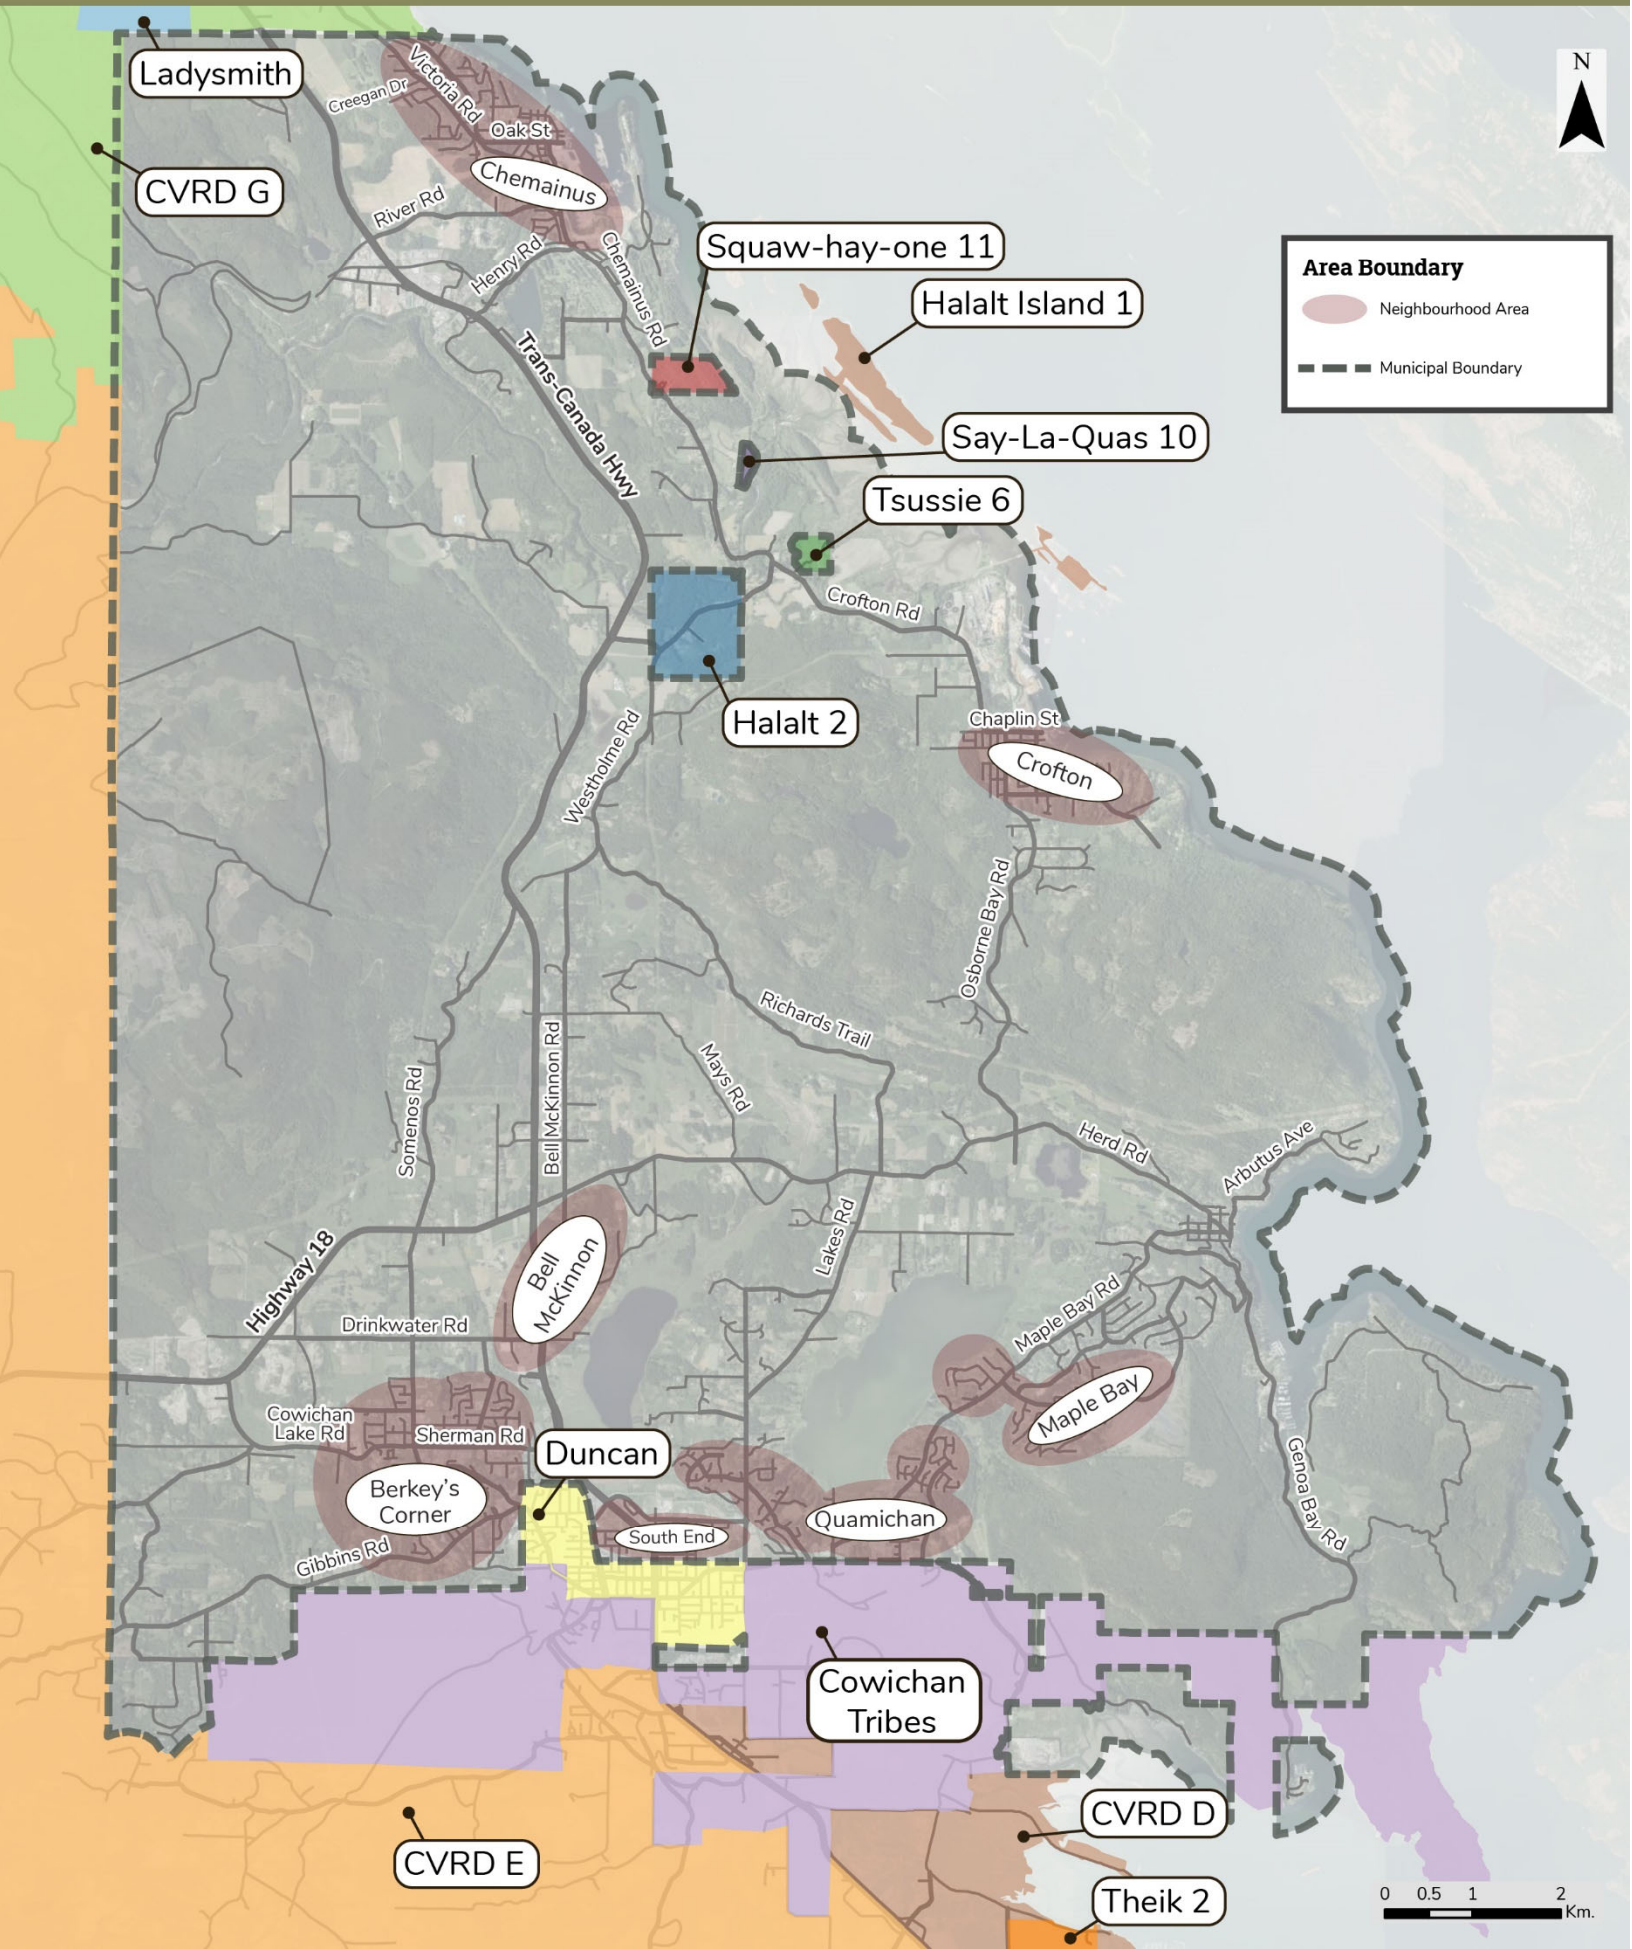 Ladysmith
N
Victoria Rd
Creegan Dr
Oak St
Chemainus
CVRD G
River Rd
Henry Rd
Chemainus Rd
Squaw-hay-one 11
Halalt Island 1
Area Boundary
Neighbourhood Area
Municipal Boundary
Trans-Canada Hwy
Say-La-Quas 10
Tsussie 6
Crofton Rd
Halalt 2
Chaplin St
Crofton
Westholme Rd
Osborne Bay Rd
Richards Trail
Mays Rd
Bell McKinnon Rd
Somenos Rd
Herd Rd
Arbutus Ave
Lakes Rd
Highway 18
Bell
McKinnon
Drinkwater Rd
Maple Bay Rd
Maple Bay
Cowichan
Lake Rd
Sherman Rd
Duncan
Berkey's
Corner
South End
Quamichan
Genoa Bay Rd
Gibbins Rd
Cowichan
Tribes
CVRD D
CVRD E
Theik 2
0 0.5 1 2
Km.